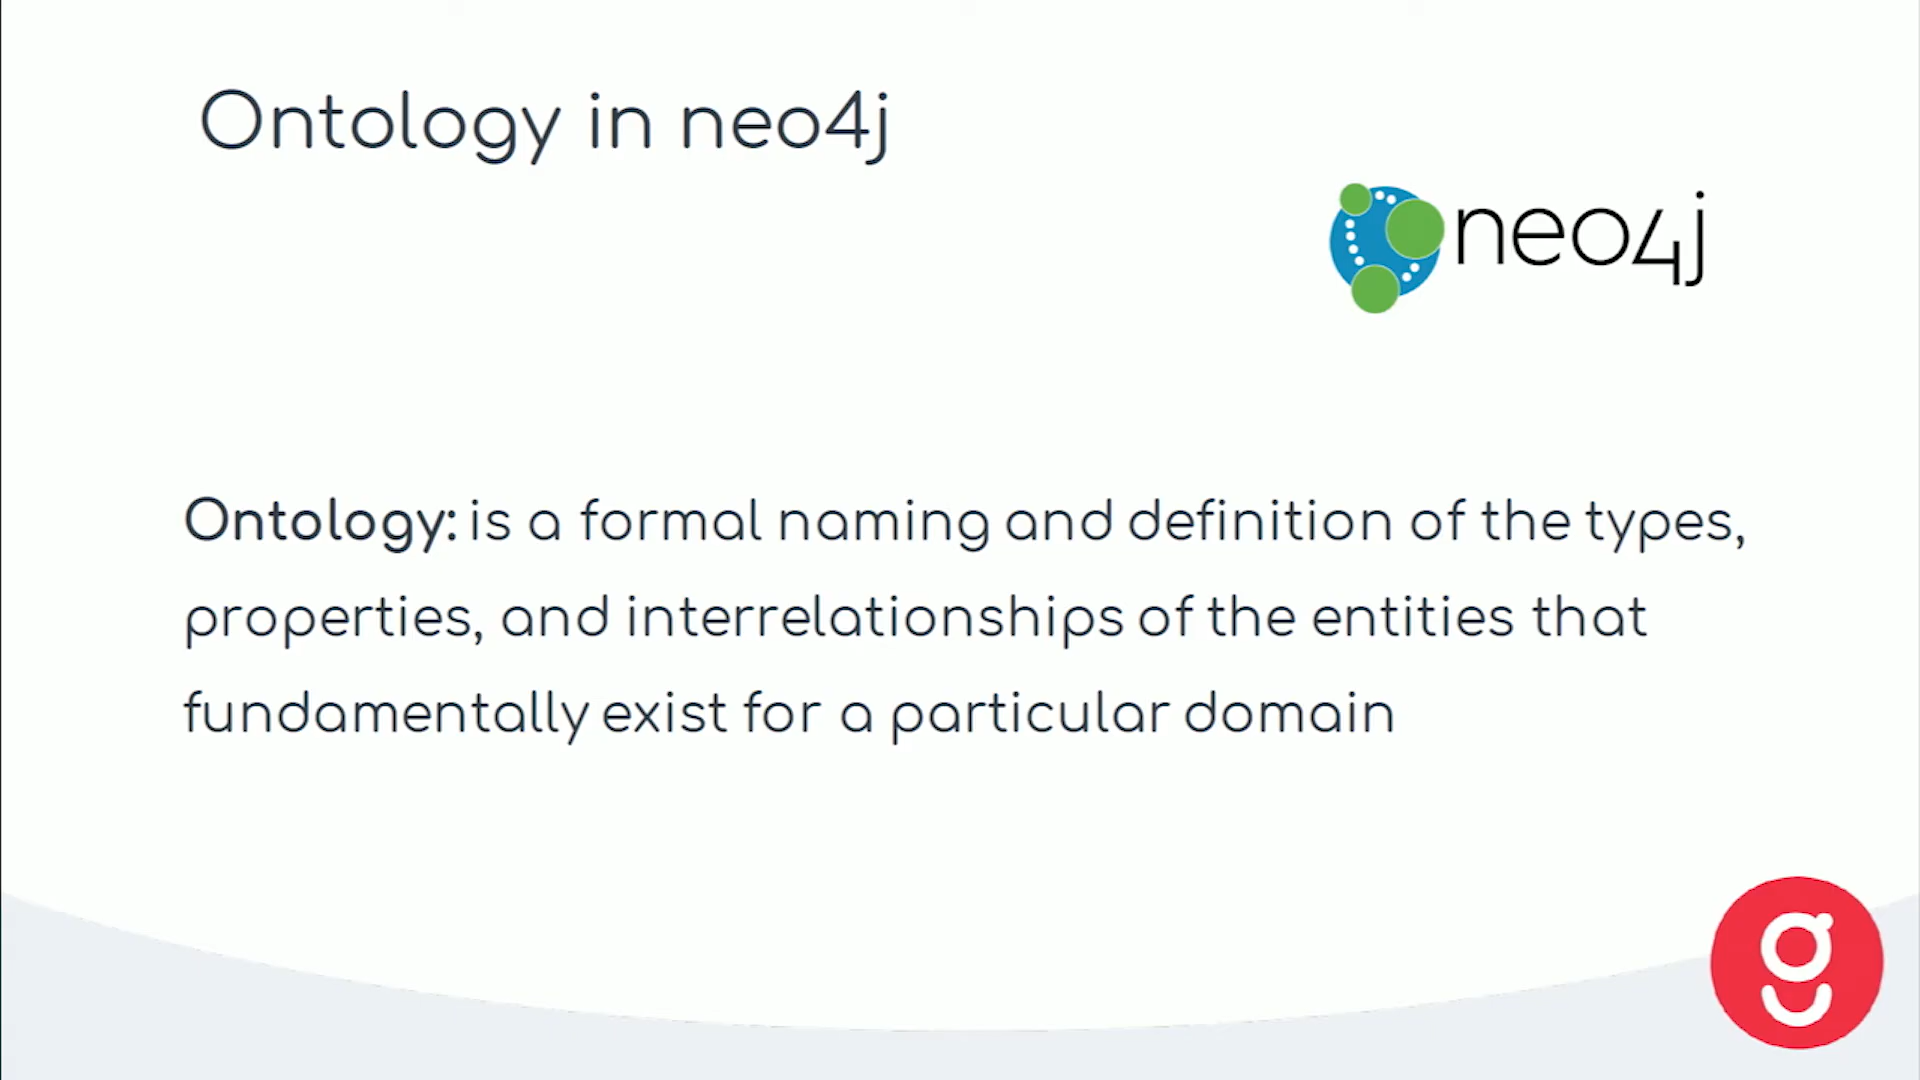 Ontology in neo4j
neo4j
Ontology: is a formal naming and definition of the types,
properties, and interrelationships of the entities that
fundamentally exist for a particular domain
g